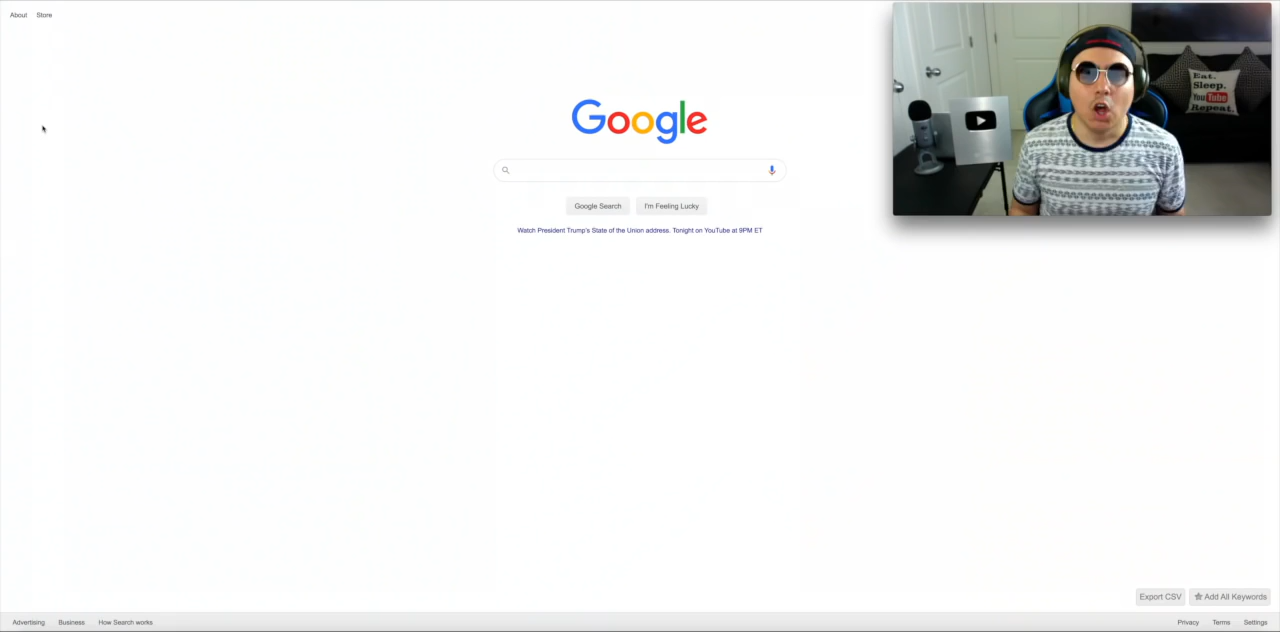 About Store
Eat.
Sleep.
YouTube
Repeat.
Google
Google Search I'm Feeling Lucky
Watch President Trump's State of the Union address. Tonight on YouTube at 9PM ET
Export CSV Add All Keywords
Advertising Business How Search works
Privacy Terms Settings